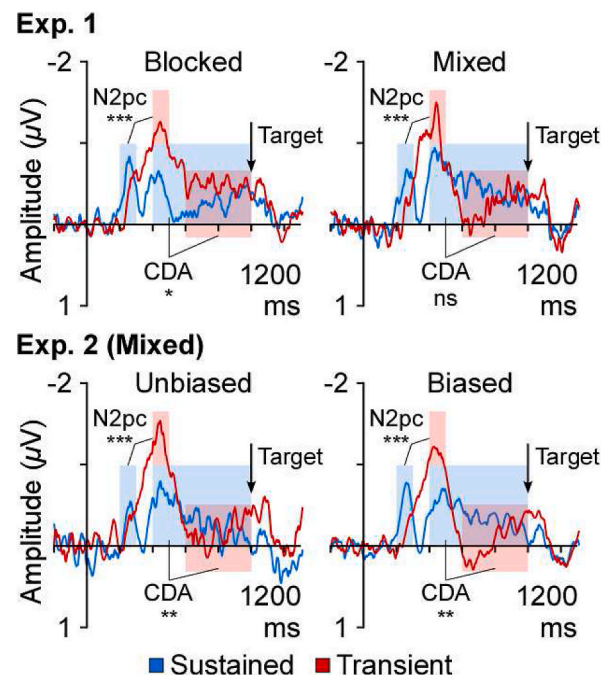 Exp. 1
Blocked
Mixed
-2
-2
N2pc
***
Target
N2pc
***
Target
Amplitude (µV)
CDA
*
1200
ms
CDA
ns
1200
ms
1
1
Exp. 2 (Mixed)
Unbiased
Biased
-2
-2
N2pc
***
Target
N2pc
***
Target
Amplitude (µV)
CDA
**
1200
ms
CDA
**
1200
ms
1
1
Sustained Transient